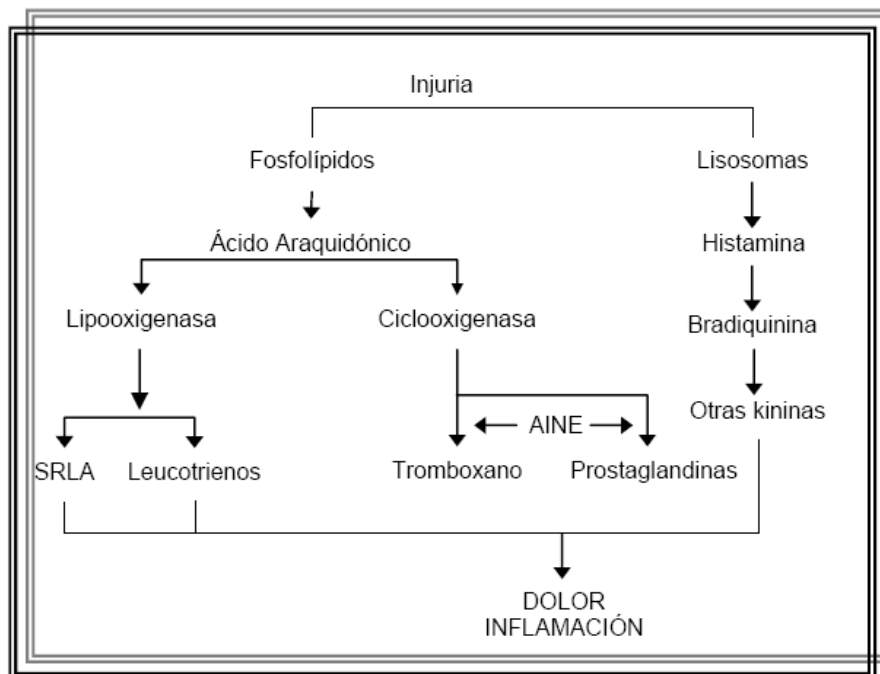 Injuria
Fosfolípidos
Lisosomas
Ácido Araquidónico
Histamina
Lipooxigenasa
Ciclooxigenasa
Bradiquinina
Otras kininas
AINE
SRLA
Leucotrienos
Tromboxano
Prostaglandinas
DOLOR
INFLAMACIÓN